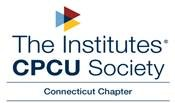 The Institutes®
CPCU Society
Connecticut Chapter